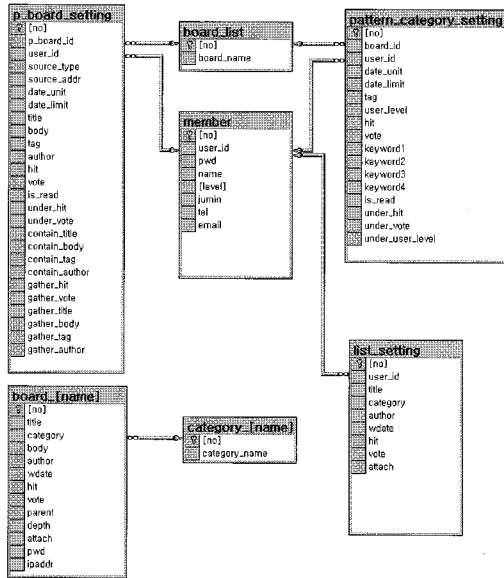 p_board_setting
[no]
p_board_id
user_id
source_type
source_addr
date_unit
date_limit
title
body
tag
author
hit
vote
is_read
under_hit
under_vote
contain_title
contain_body
contain_tag
contain_author
gather_hit
gather_vote
gather_title
gather_body
gather_tag
gather_author
board_list
[no]
board_name
member
[no]
user_id
pwd
name
[level]
jumin
tel
email
pattern_category_setting
[no]
board_id
user_id
date_unit
date_limit
tag
user_level
hit
vote
keyword1
keyword2
keyword3
keyword4
is_read
under_hit
under_vote
under_user_level
board_[name]
[no]
title
category
body
author
wdate
hit
vote
parent
depth
attach
pwd
ipaddr
category_[name]
[no]
category_name
list_setting
[no]
user_id
title
category
author
wdate
hit
vote
attach